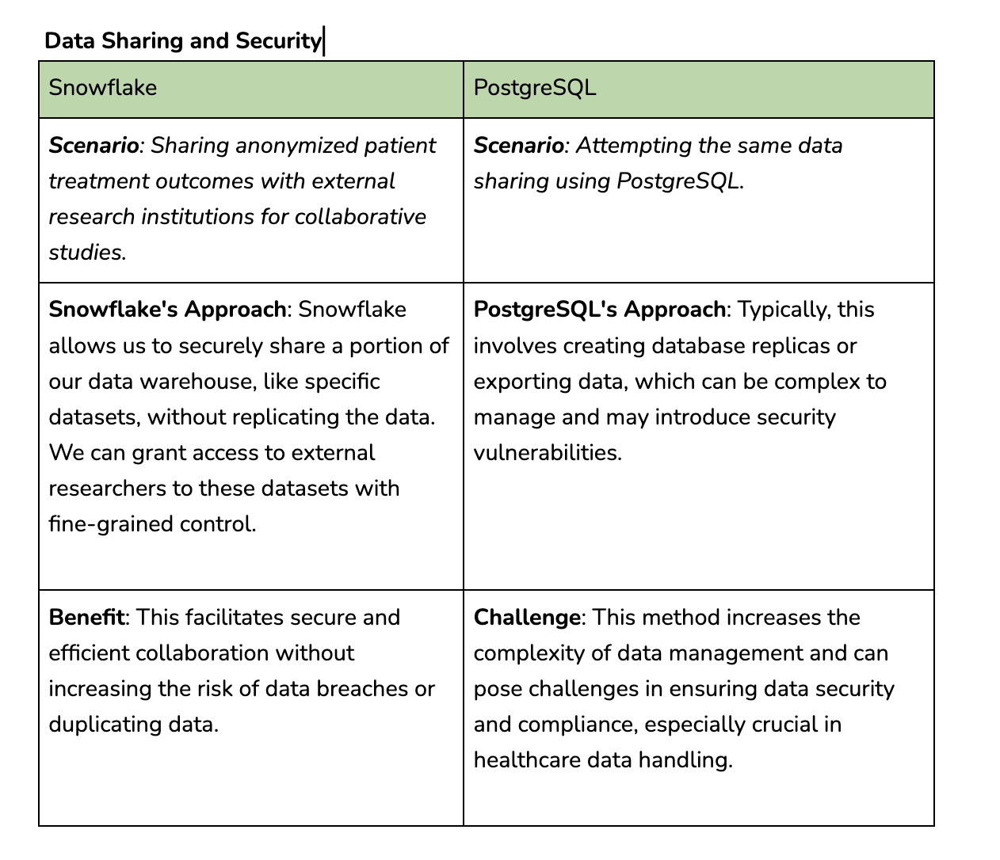 Data Sharing and Security
Snowflake
PostgreSQL
Scenario: Sharing anonymized patient
treatment outcomes with external
research institutions for collaborative
studies.
Scenario: Attempting the same data
sharing using PostgreSQL.
Snowflake's Approach: Snowflake
allows us to securely share a portion of
our data warehouse, like specific
datasets, without replicating the data.
We can grant access to external
researchers to these datasets with
fine-grained control.
PostgreSQL's Approach: Typically, this
involves creating database replicas or
exporting data, which can be complex to
manage and may introduce security
vulnerabilities.
Benefit: This facilitates secure and
efficient collaboration without
increasing the risk of data breaches or
duplicating data.
Challenge: This method increases the
complexity of data management and can
pose challenges in ensuring data security
and compliance, especially crucial in
healthcare data handling.